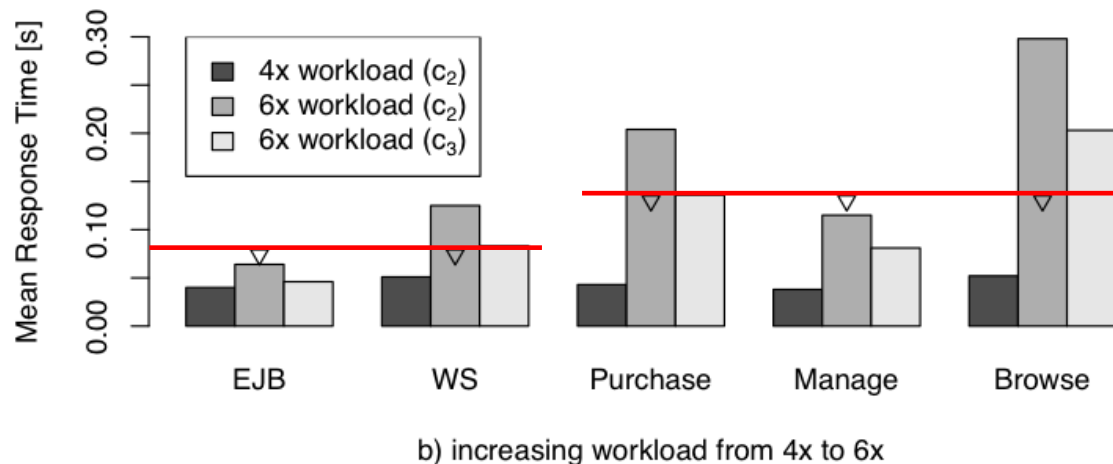 Mean Response Time [s]
0.30
0.20
0.10
0.00
4x workload (c₂)
6x workload (c₂)
6x workload (c₃)
EJB WS Purchase Manage Browse
b) increasing workload from 4x to 6x